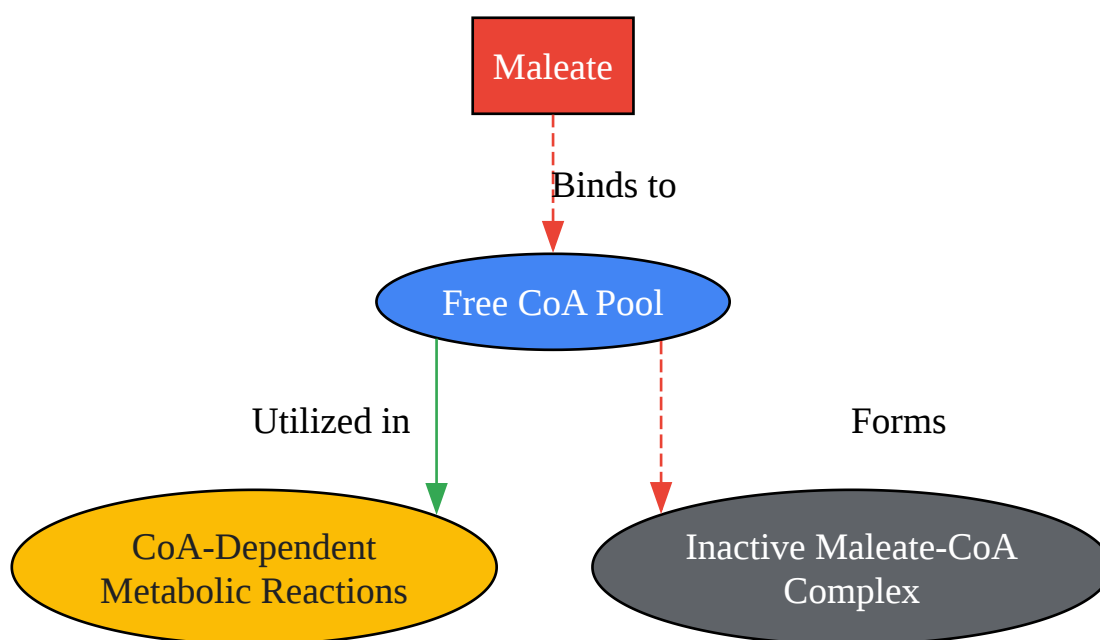 Maleate
Binds to
Free CoA Pool
Utilized in
Forms
CoA-Dependent
Metabolic Reactions
Inactive Maleate-CoA
Complex